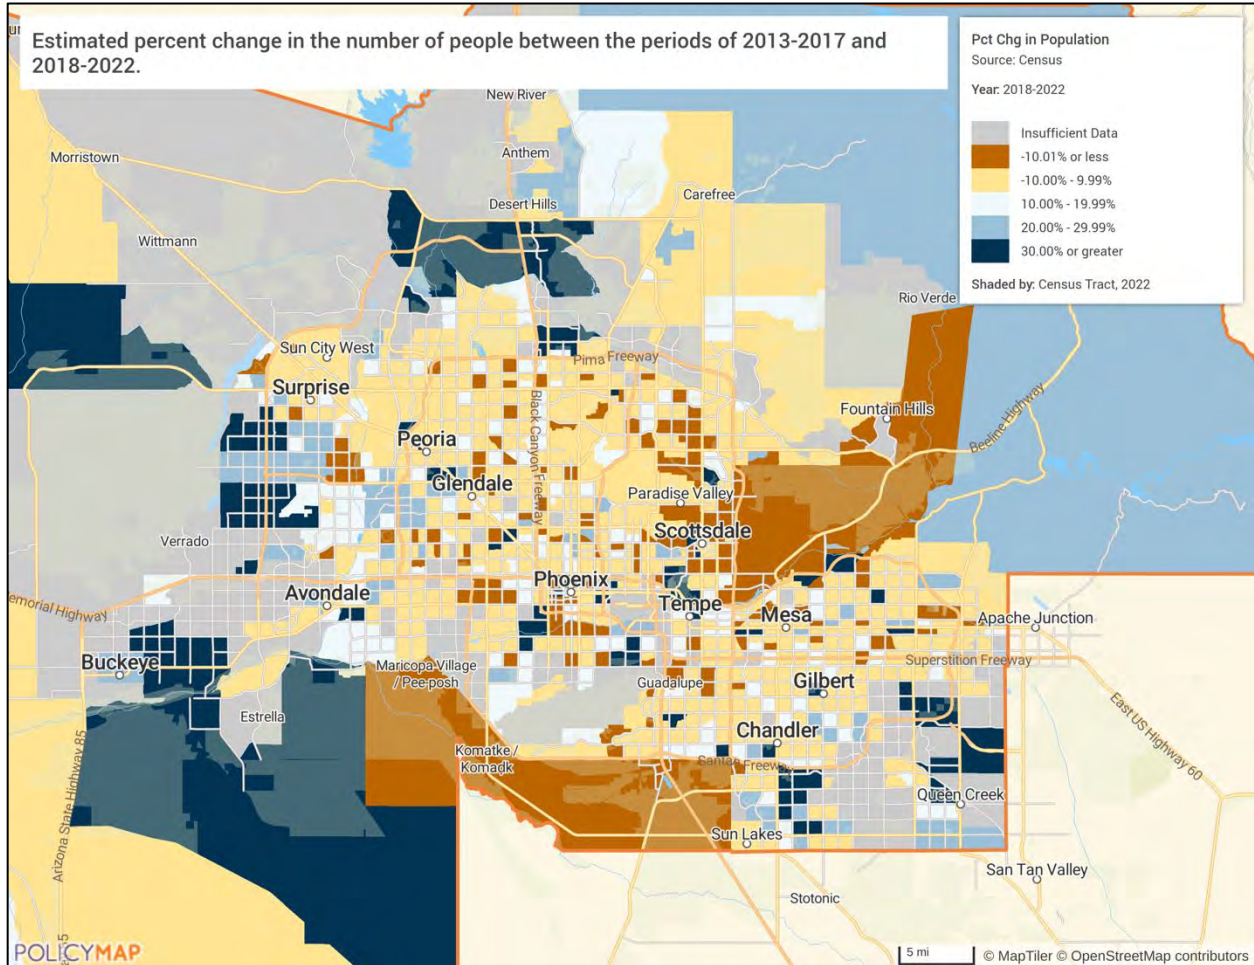 Estimated percent change in the number of people between the periods of 2013-2017 and
2018-2022.
Pct Chg in Population
Source: Census
Year: 2018-2022
Insufficient Data
-10.01% or less
-10.00% - 9.99%
10.00% - 19.99%
20.00% - 29.99%
30.00% or greater
Shaded by: Census Tract, 2022
New River
Morristown
Anthem
Carefree
Desert Hills
Wittmann
Rio Verde
Sun City West
Pima Freeway
Surprise
Black Canyon Freeway
Fountain Hills
Beeline Highway
Peoria
Glendale
Paradise Valley
Scottsdale
Verrado
Phoenix
Avondale
Tempe
Mesa
Apache Junction
emorial Highway
Buckeye
Maricopa Village
/ Pee-posh
Guadalupe
Superstition Freeway
Gilbert
Estrella
East US Highway 60
Chandler
Komatke /
Komadk
Santan Freeway
Arizona State Highway 85
Queen Creek
Sun Lakes
San Tan Valley
Stotonic
POLICYMAP
5 mi
© MapTiler © OpenStreetMap contributors